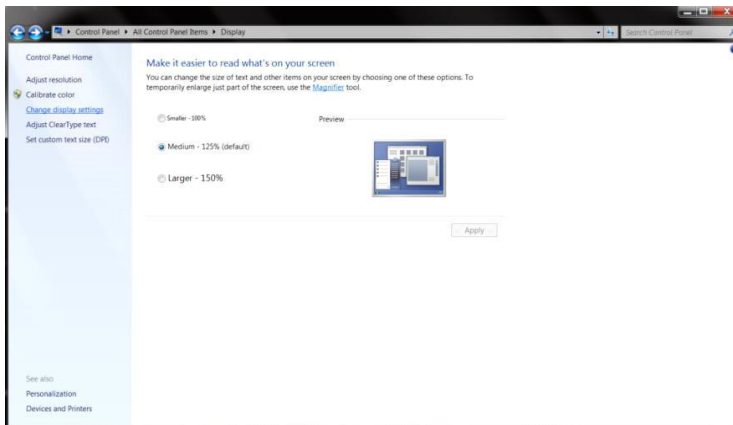 Control Panel ▸ All Control Panel Items ▸ Display
Search Control Panel
Control Panel Home
Adjust resolution
Calibrate color
Change display settings
Adjust ClearType text
Set custom text size (DPI)
Make it easier to read what's on your screen
You can change the size of text and other items on your screen by choosing one of these options. To
temporarily enlarge just part of the screen, use the Magnifier tool.
Smaller - 100%
Preview
Medium - 125% (default)
Larger - 150%
Apply
See also
Personalization
Devices and Printers